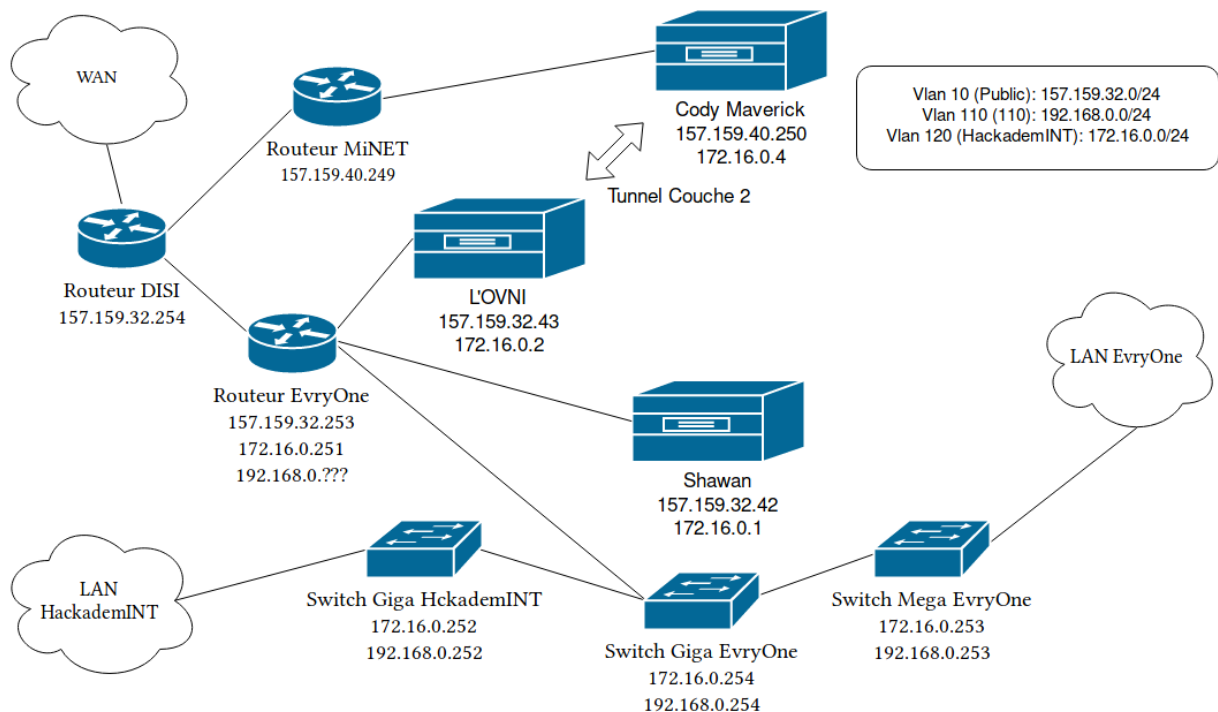 WAN
Routeur MiNET
157.159.40.249
Cody Maverick
157.159.40.250
172.16.0.4
Vlan 10 (Public): 157.159.32.0/24
Vlan 110 (110): 192.168.0.0/24
Vlan 120 (HackademINT): 172.16.0.0/24
Tunnel Couche 2
Routeur DISI
157.159.32.254
L'OVNI
157.159.32.43
172.16.0.2
LAN EvryOne
Routeur EvryOne
157.159.32.253
172.16.0.251
192.168.0.???
Shawan
157.159.32.42
172.16.0.1
LAN
HackademINT
Switch Giga HckademINT
172.16.0.252
192.168.0.252
Switch Giga EvryOne
172.16.0.254
192.168.0.254
Switch Mega EvryOne
172.16.0.253
192.168.0.253